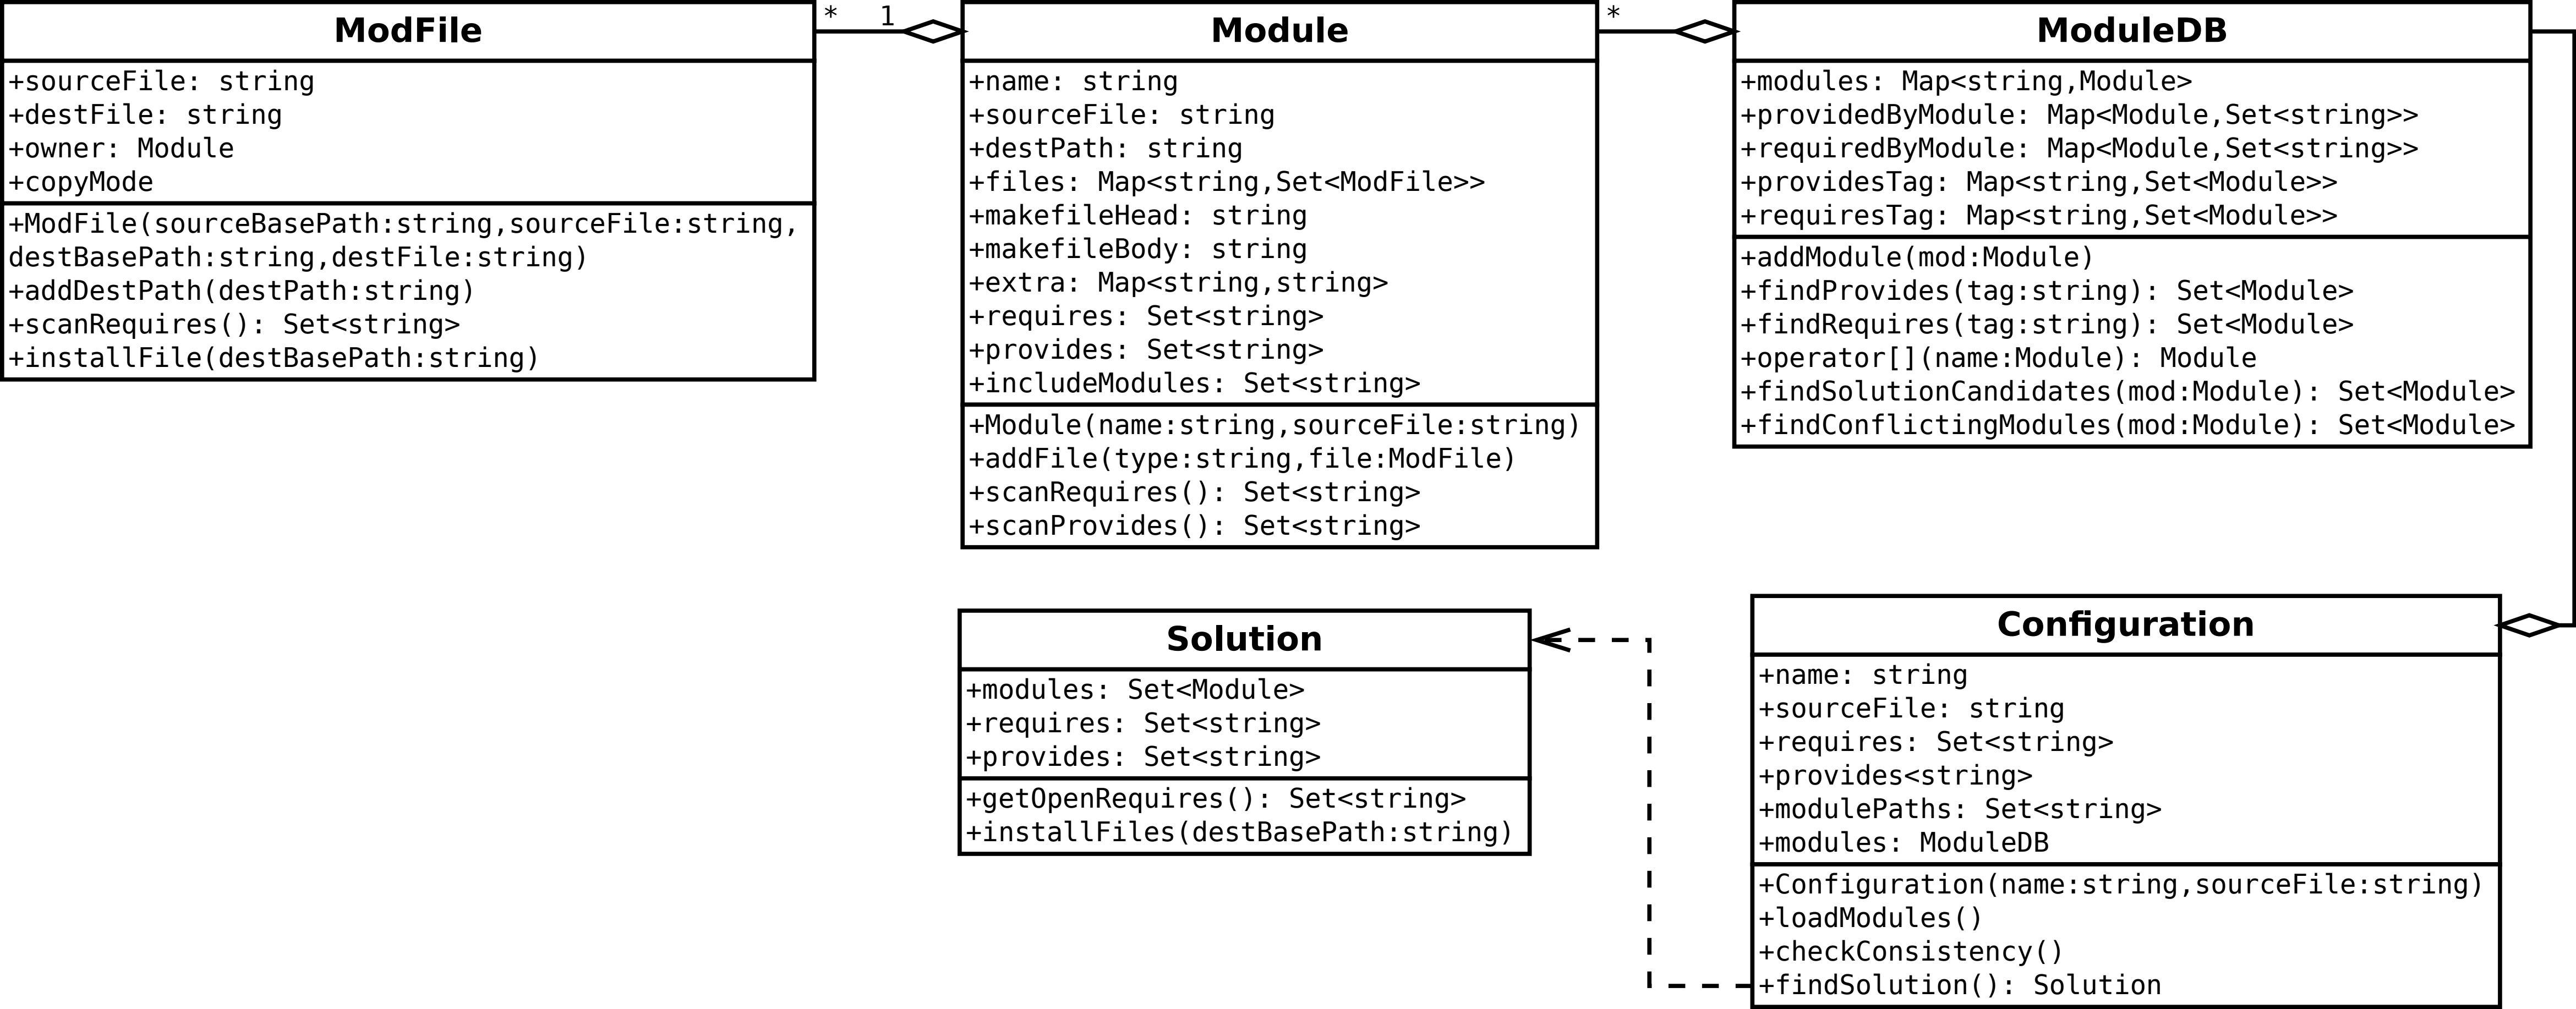 ModFile
+sourceFile: string
+destFile: string
+owner: Module
+copyMode
+ModFile(sourceBasePath:string,sourceFile:string,
destBasePath:string,destFile:string)
+addDestPath(destPath:string)
+scanRequires(): Set<string>
+installFile(destBasePath:string)
* 1
Module
+name: string
+sourceFile: string
+destPath: string
+files: Map<string,Set<ModFile>>
+makefileHead: string
+makefileBody: string
+extra: Map<string,string>
+requires: Set<string>
+provides: Set<string>
+includeModules: Set<string>
+Module(name:string,sourceFile:string)
+addFile(type:string,file:ModFile)
+scanRequires(): Set<string>
+scanProvides(): Set<string>
*
ModuleDB
+modules: Map<string,Module>
+providedByModule: Map<Module,Set<string>>
+requiredByModule: Map<Module,Set<string>>
+providesTag: Map<string,Set<Module>>
+requiresTag: Map<string,Set<Module>>
+addModule(mod:Module)
+findProvides(tag:string): Set<Module>
+findRequires(tag:string): Set<Module>
+operator[](name:Module): Module
+findSolutionCandidates(mod:Module): Set<Module>
+findConflictingModules(mod:Module): Set<Module>
Solution
+modules: Set<Module>
+requires: Set<string>
+provides: Set<string>
+getOpenRequires(): Set<string>
+installFiles(destBasePath:string)
Configuration
+name: string
+sourceFile: string
+requires: Set<string>
+provides<string>
+modulePaths: Set<string>
+modules: ModuleDB
+Configuration(name:string,sourceFile:string)
+loadModules()
+checkConsistency()
+findSolution(): Solution